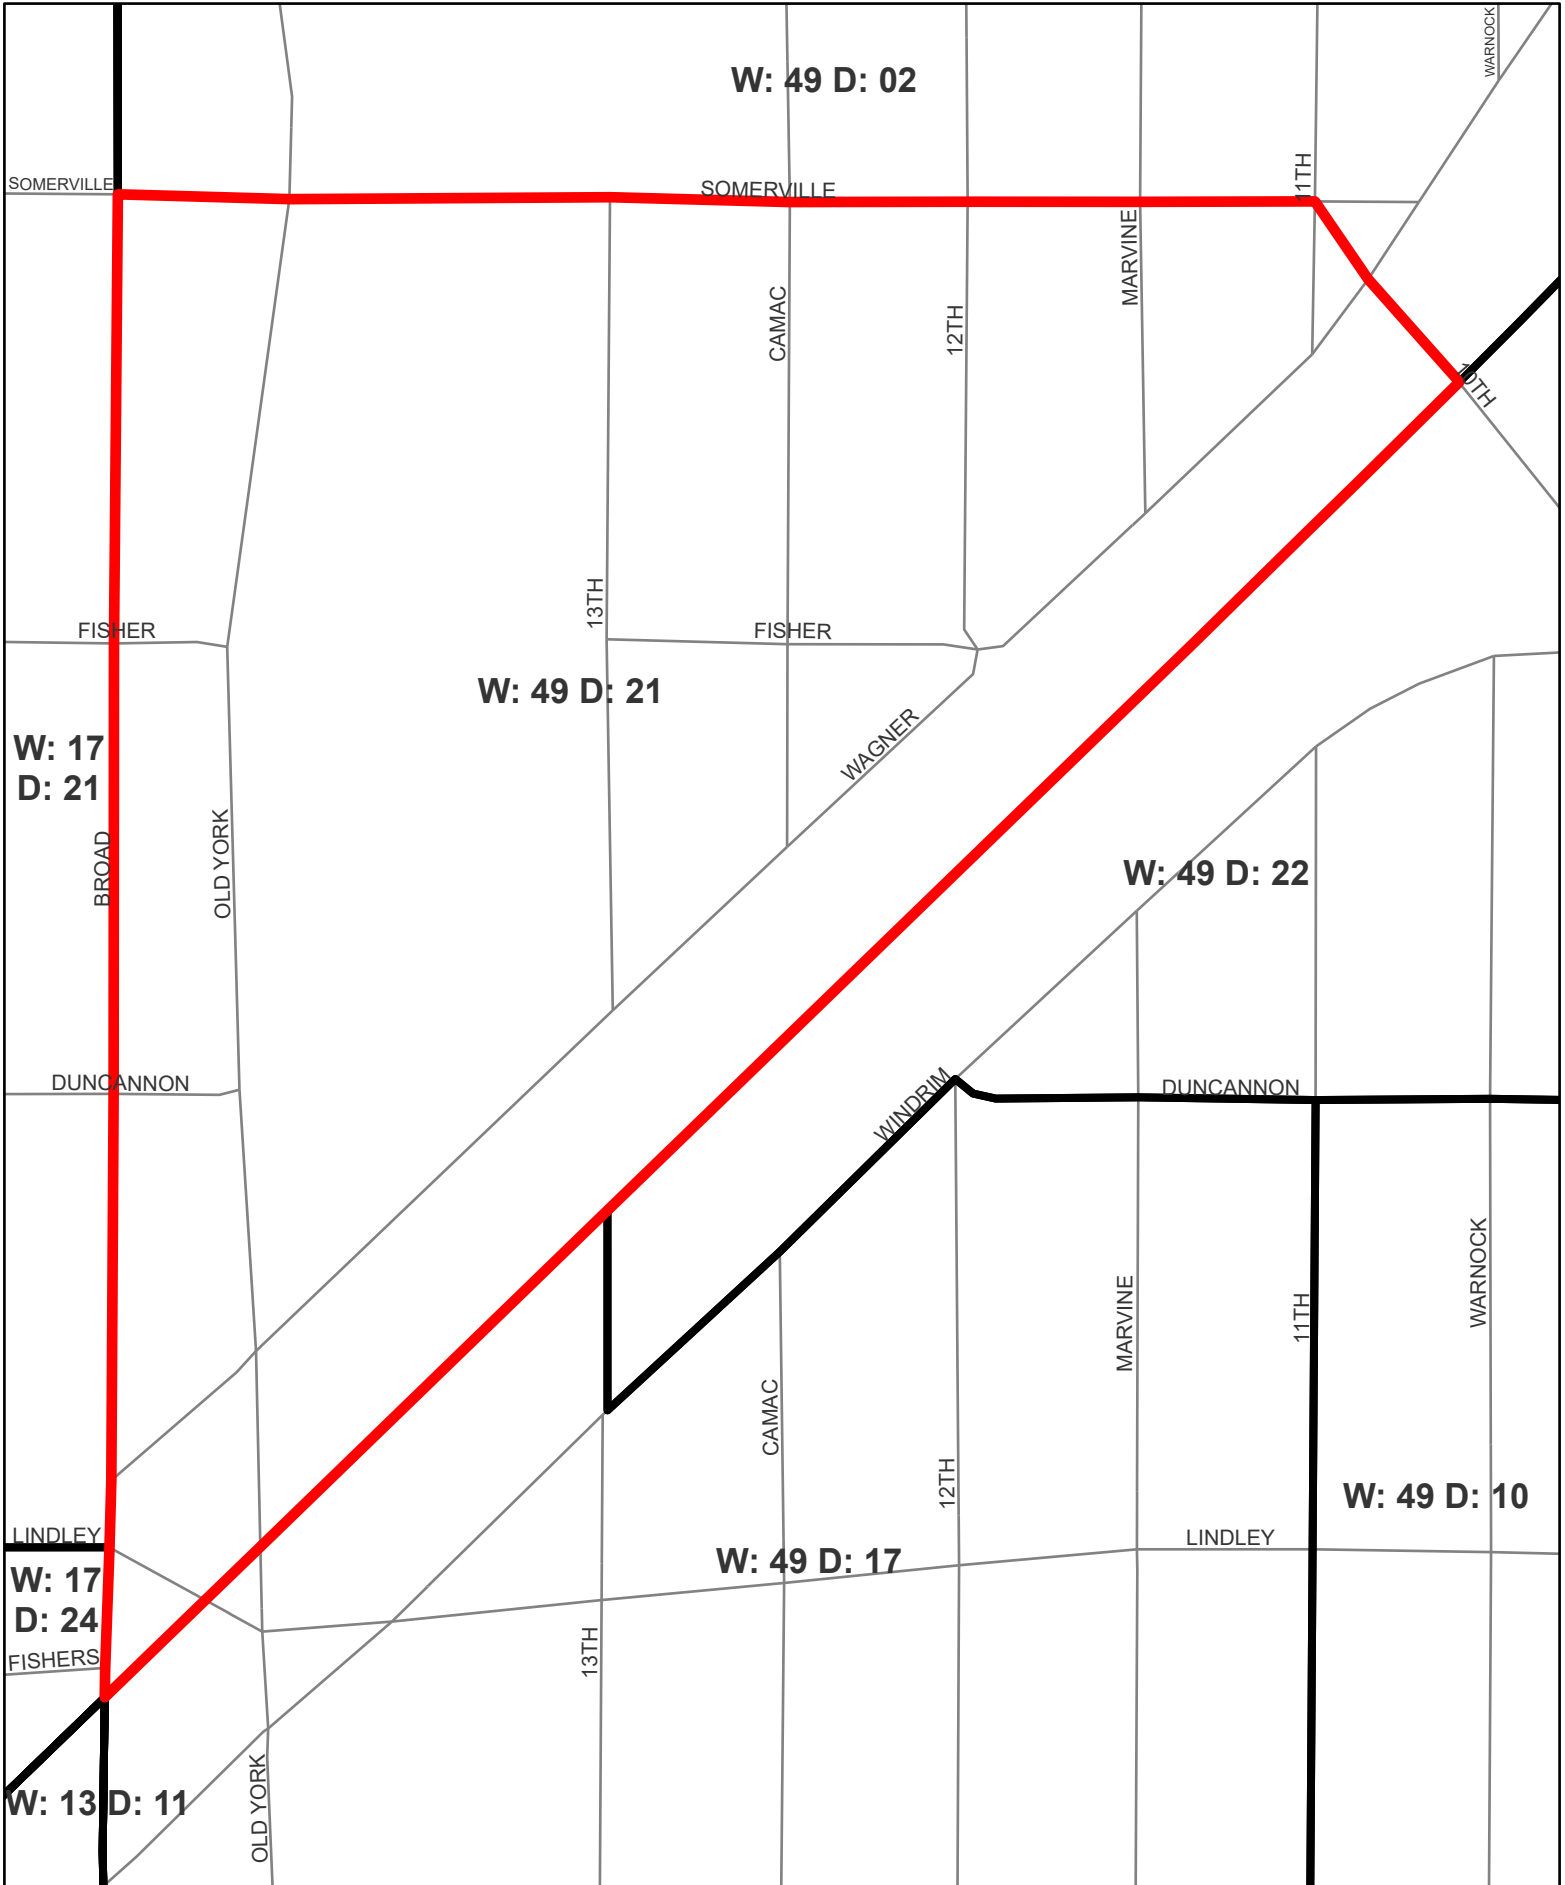 WARNOCK
W: 49 D: 02
SOMERVILLE
SOMERVILLE
11TH
MARVINE
CAMAC
12TH
10TH
13TH
FISHER
FISHER
W: 49 D: 21
WAGNER
W: 17
D: 21
BROAD
OLD YORK
W: 49 D: 22
DUNCANNON
WINDRIM
DUNCANNON
WARNOCK
MARVINE
11TH
CAMAC
12TH
W: 49 D: 10
LINDLEY
LINDLEY
W: 49 D: 17
W: 17
D: 24
13TH
FISHERS
OLD YORK
W: 13 D: 11